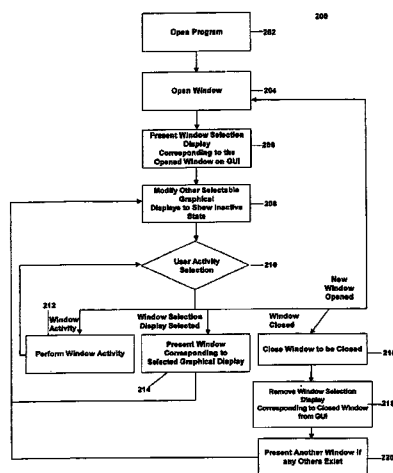 200
Open Program
202
Open Window
204
Present Window Selection
Display
Corresponding to the
Opened Window on GUI
206
Modify Other Selectable
Graphical
Displays to Show Inactive
State
208
User Activity
Selection
210
New
Window
Opened
212
Window
Activity
Window Selection
Display Selected
Window
Closed
Perform Window Activity
Present Window
Corresponding to
Selected Graphical Display
214
Close Window to be Closed
216
Remove Window Selection
Display
Corresponding to Closed Window
from GUI
218
Present Another Window if
any Others Exist
220